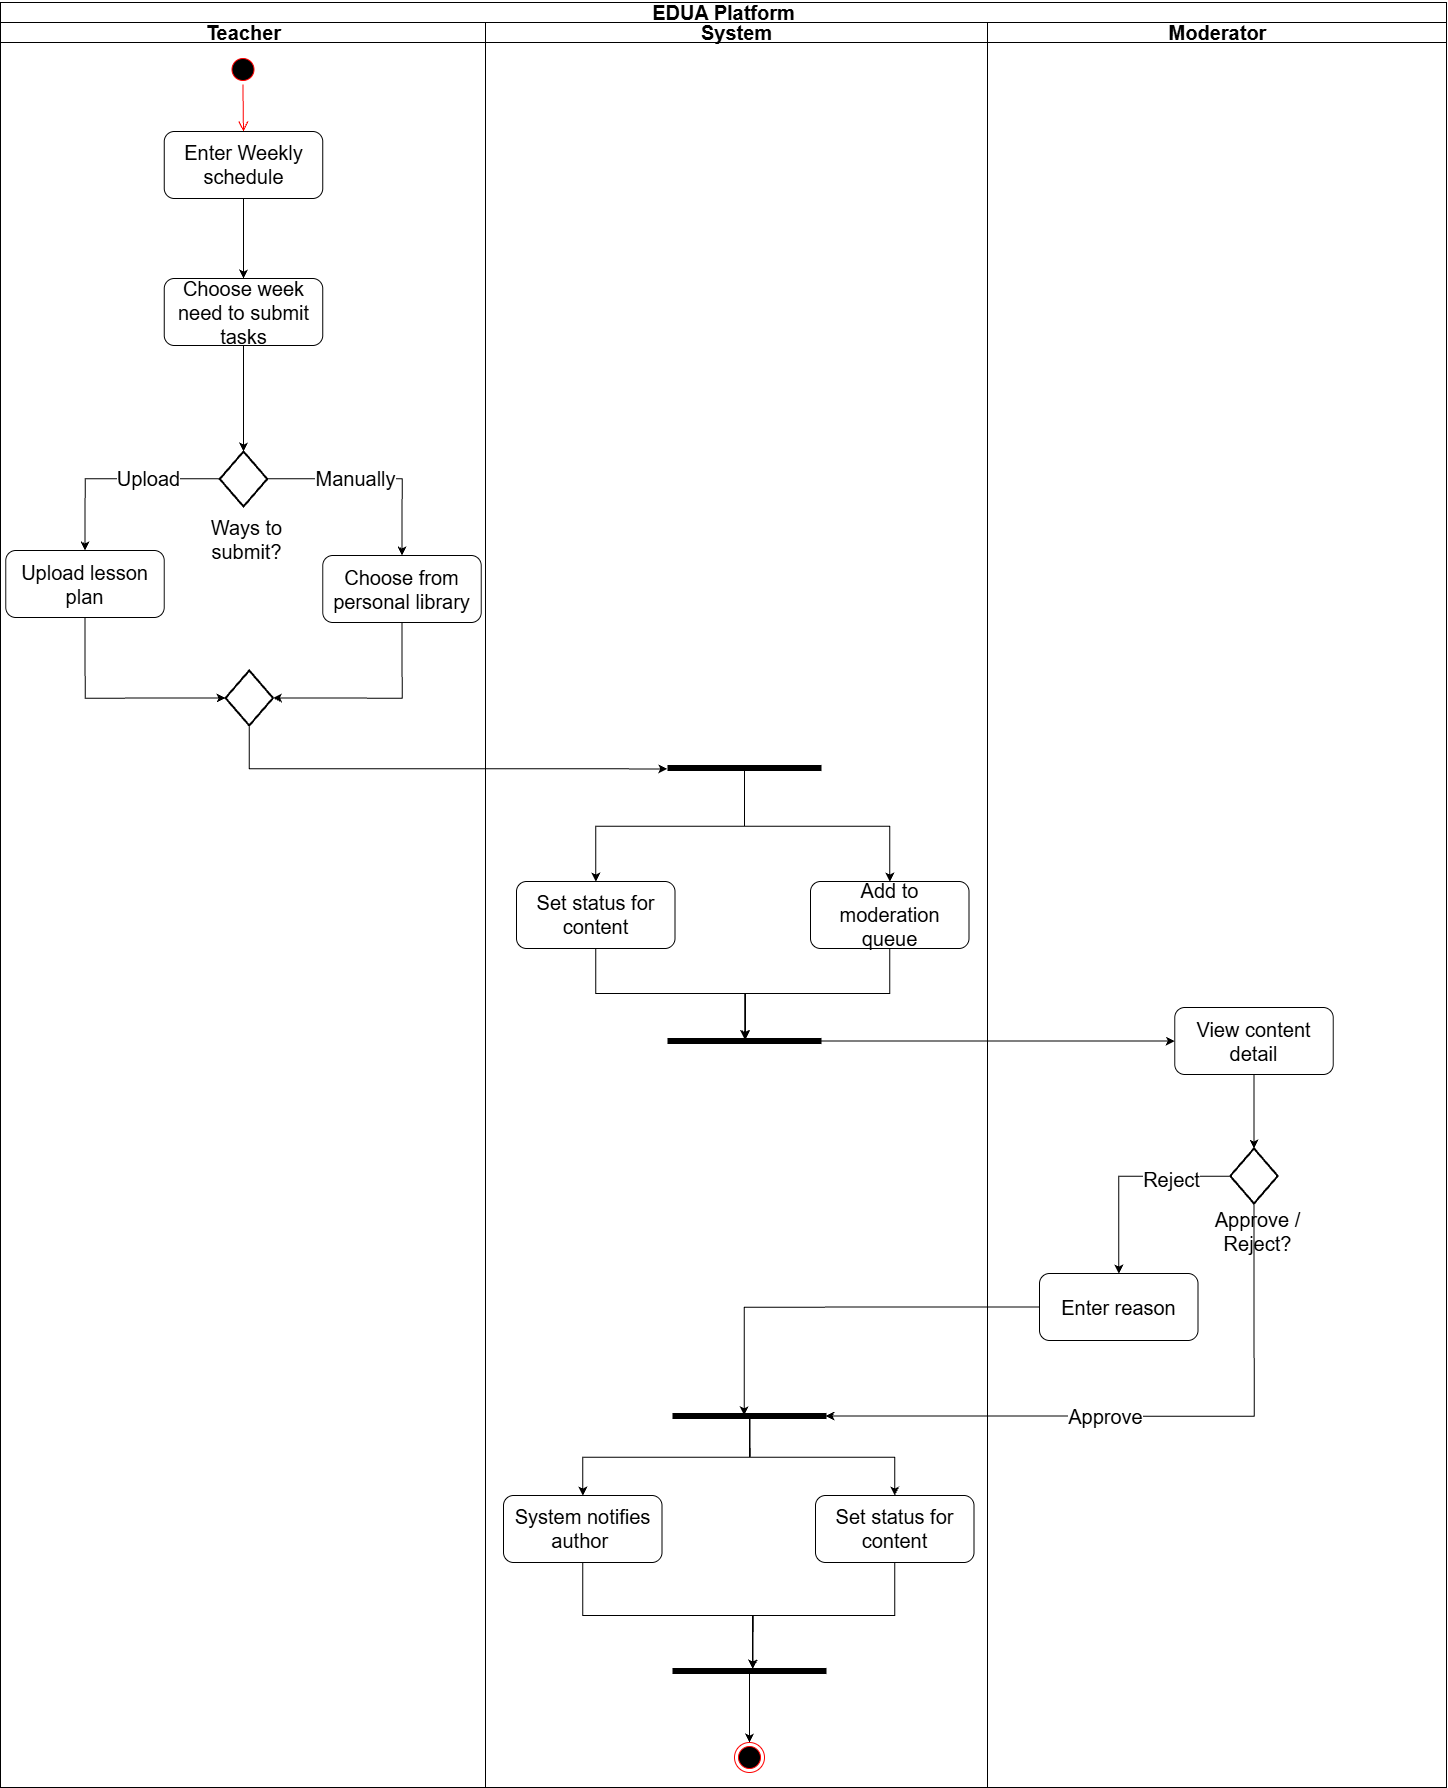 EDUA Platform
Teacher
System
Moderator
Enter Weekly
schedule
Choose week
need to submit
tasks
Upload
Manually
Ways to
submit?
Upload lesson
plan
Choose from
personal library
Set status for
content
Add to
moderation
queue
View content
detail
Reject
Approve /
Reject?
Enter reason
Approve
System notifies
author
Set status for
content